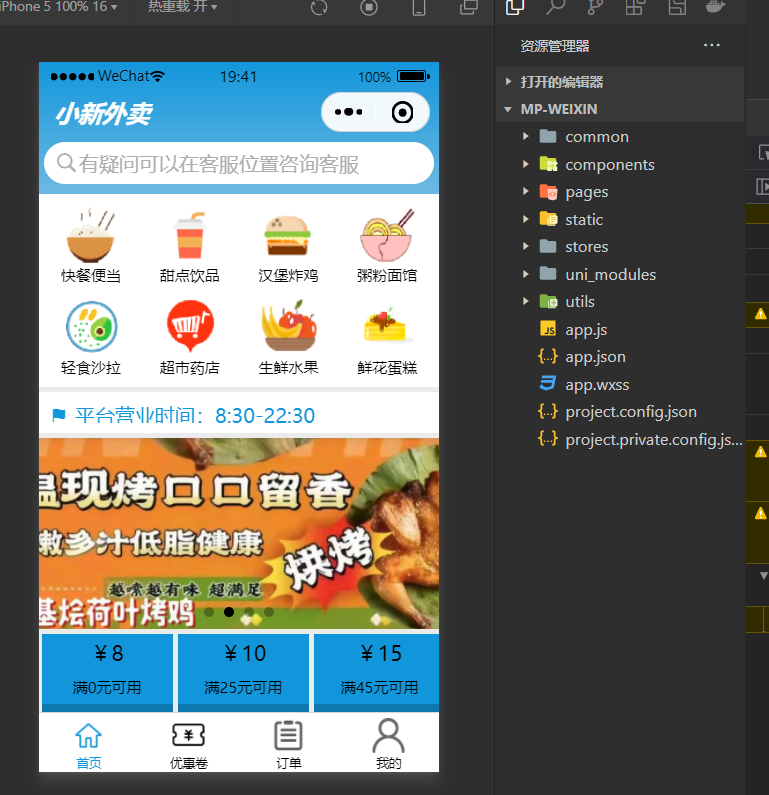 iPhone 5 100% 16
热重载 开
WeChat
19:41
100%
小新外卖
有疑问可以在客服位置咨询客服
快餐便当
甜点饮品
汉堡炸鸡
粥粉面馆
轻食沙拉
超市药店
生鲜水果
鲜花蛋糕
平台营业时间：8:30-22:30
温现烤口口留香
嫩多汁低脂健康
烘烤
越嗦越有味 超满足
基烩荷叶烤鸡
￥8
￥10
￥15
满0元可用
满25元可用
满45元可用
首页
优惠卷
订单
我的
资源管理器
打开的编辑器
MP-WEIXIN
common
components
pages
static
stores
uni_modules
utils
JS
app.js
{..} app.json
app.wxss
{..} project.config.json
{..} project.private.config.js...